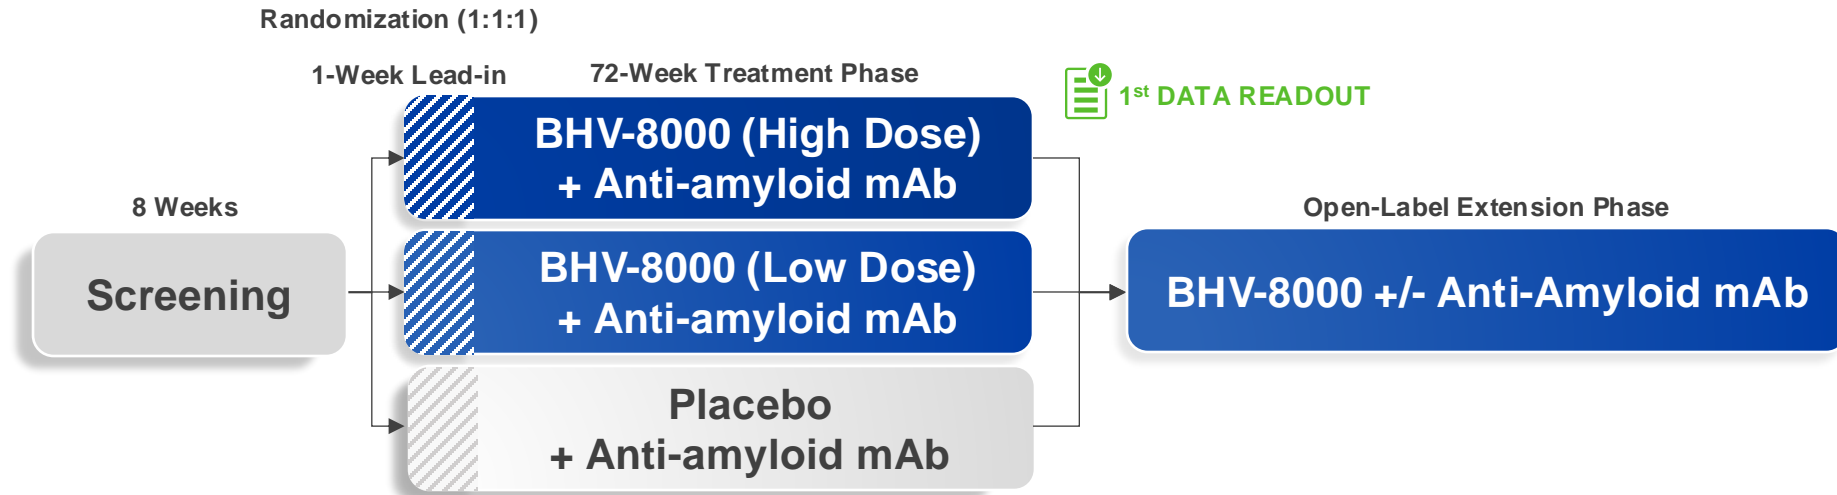 Randomization (1:1:1)
1-Week Lead-in
72-Week Treatment Phase
1st DATA READOUT
BHV-8000 (High Dose)
+ Anti-amyloid mAb
8 Weeks
Screening
BHV-8000 (Low Dose)
+ Anti-amyloid mAb
Placebo
+ Anti-amyloid mAb
Open-Label Extension Phase
BHV-8000 +/- Anti-Amyloid mAb